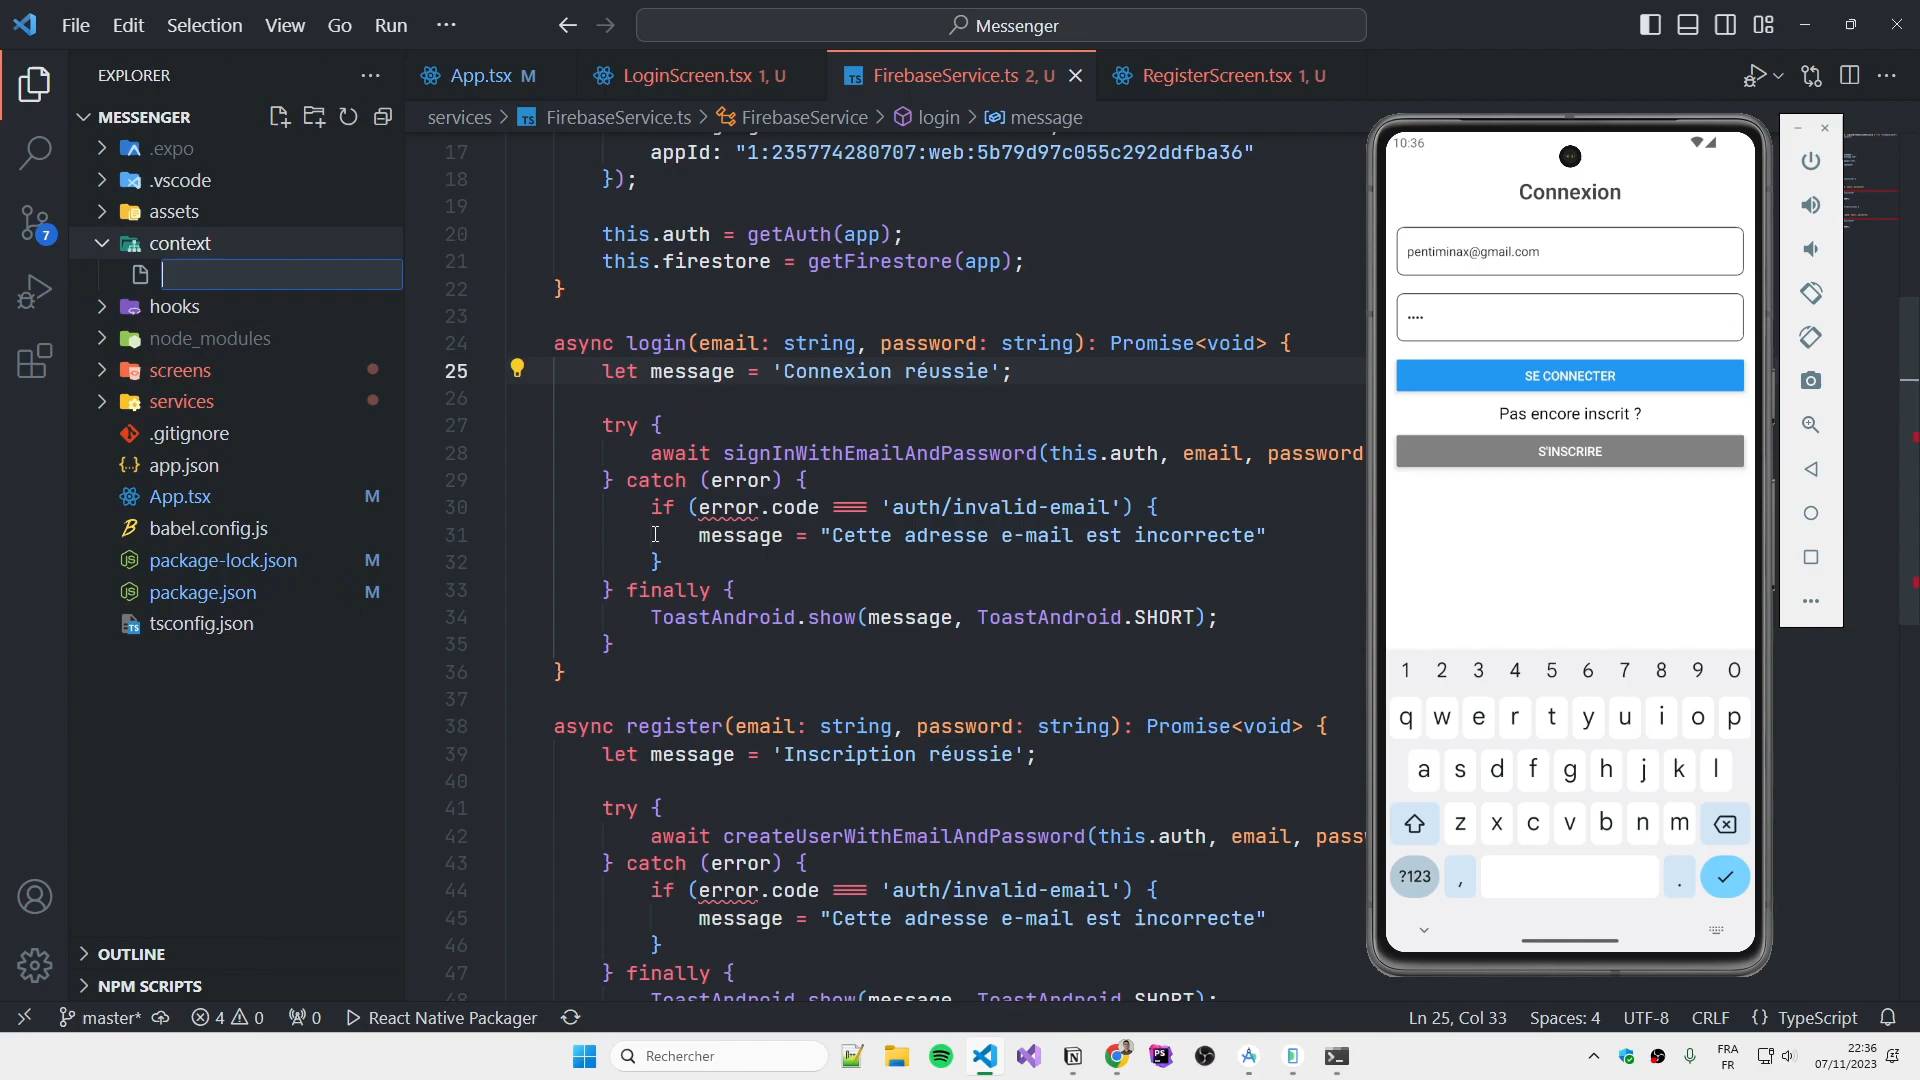 File Edit Selection View Go Run
Messenger
EXPLORER
MESSENGER
.expo
.vscode
assets
context
hooks
node_modules
screens
services
.gitignore
app.json
App.tsx M
babel.config.js
package-lock.json M
package.json M
tsconfig.json
OUTLINE
NPM SCRIPTS
7
App.tsx M
LoginScreen.tsx 1, U
TS FirebaseService.ts 2, U
RegisterScreen.tsx 1, U
services > TS FirebaseService.ts > FirebaseService > login > message
17 appId: "1:235774280707:web:5b79d97c055c292ddfba36"
18 });
19
20 this.auth = getAuth(app);
21 this.firestore = getFirestore(app);
22 }
23
24 async login(email: string, password: string): Promise<void> {
25 let message = 'Connexion réussie';
26
27 try {
28 await signInWithEmailAndPassword(this.auth, email, password
29 } catch (error) {
30 if (error.code === 'auth/invalid-email') {
31 message = "Cette adresse e-mail est incorrecte"
32 }
33 } finally {
34 ToastAndroid.show(message, ToastAndroid.SHORT);
35 }
36 }
37
38 async register(email: string, password: string): Promise<void> {
39 let message = 'Inscription réussie';
40
41 try {
42 await createUserWithEmailAndPassword(this.auth, email, pass
43 } catch (error) {
44 if (error.code === 'auth/invalid-email') {
45 message = "Cette adresse e-mail est incorrecte"
46 }
47 } finally {
48 ToastAndroid.show(message, ToastAndroid.SHORT);
10:36
Connexion
pentiminax@gmail.com
••••
SE CONNECTER
Pas encore inscrit ?
S'INSCRIRE
1 2 3 4 5 6 7 8 9 0
q w e r t y u i o p
a s d f g h j k l
z x c v b n m
?123 , .
master* 4 0 0 React Native Packager
Ln 25, Col 33 Spaces: 4 UTF-8 CRLF {} TypeScript
Rechercher
PS
FRA
FR
22:36
07/11/2023